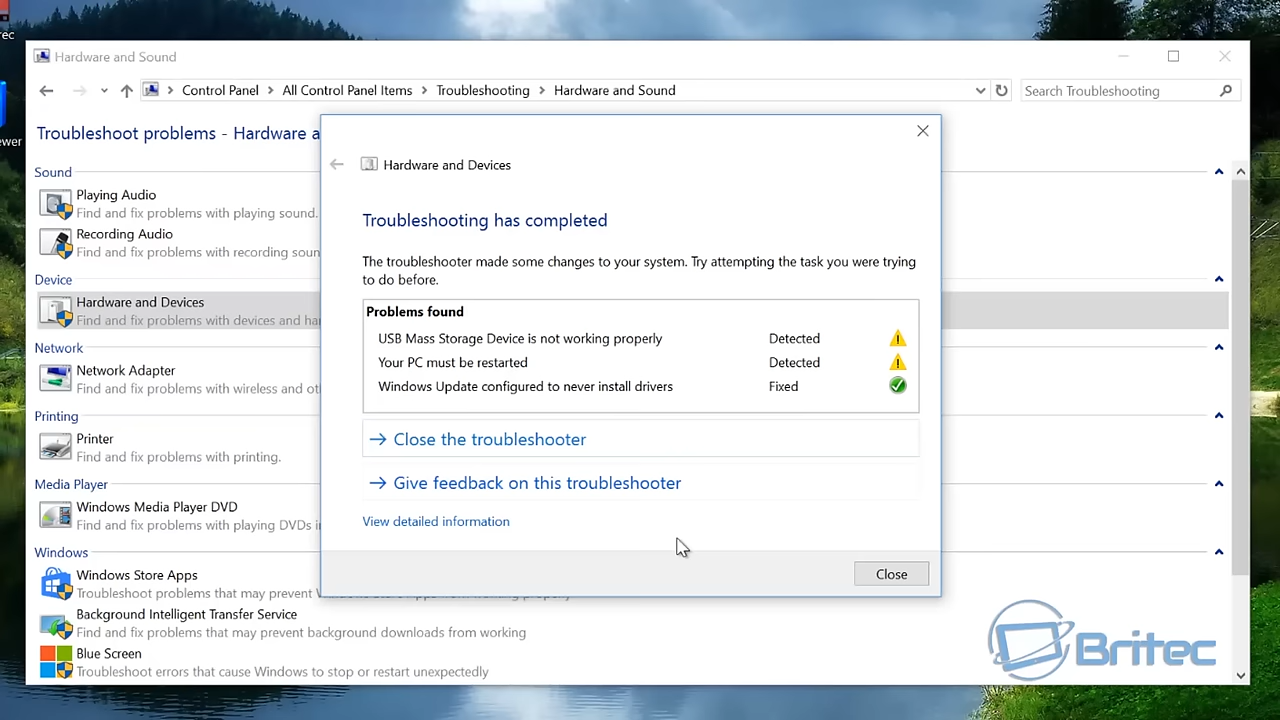 rec
wer
Hardware and Sound
Control Panel
All Control Panel Items
Troubleshooting
Hardware and Sound
Search Troubleshooting
Troubleshoot problems - Hardware a
Sound
Playing Audio
Find and fix problems with playing sound.
Recording Audio
Find and fix problems with recording soun
Device
Hardware and Devices
Find and fix problems with devices and ha
Network
Network Adapter
Find and fix problems with wireless and ot
Printing
Printer
Find and fix problems with printing.
Media Player
Windows Media Player DVD
Find and fix problems with playing DVDs i
Windows
Windows Store Apps
Troubleshoot problems that may prevent Windows Store Apps from working properly
Background Intelligent Transfer Service
Find and fix problems that may prevent background downloads from working
Blue Screen
Troubleshoot errors that cause Windows to stop or restart unexpectedly
Hardware and Devices
Troubleshooting has completed
The troubleshooter made some changes to your system. Try attempting the task you were trying
to do before.
Problems found
USB Mass Storage Device is not working properly Detected
Your PC must be restarted Detected
Windows Update configured to never install drivers Fixed
Close the troubleshooter
Give feedback on this troubleshooter
View detailed information
Close
Britec